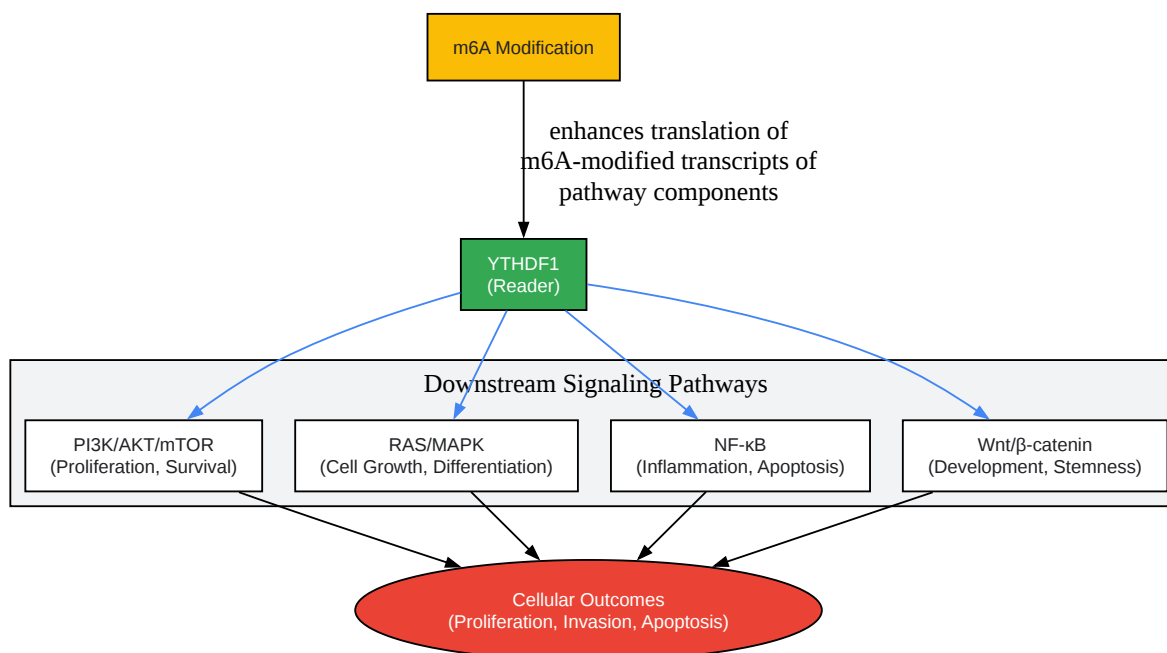 m6A Modification
enhances translation of
m6A-modified transcripts of
pathway components
YTHDF1
(Reader)
Downstream Signaling Pathways
PI3K/AKT/mTOR
(Proliferation, Survival)
RAS/MAPK
(Cell Growth, Differentiation)
NF-κB
(Inflammation, Apoptosis)
Wnt/β-catenin
(Development, Stemness)
Cellular Outcomes
(Proliferation, Invasion, Apoptosis)